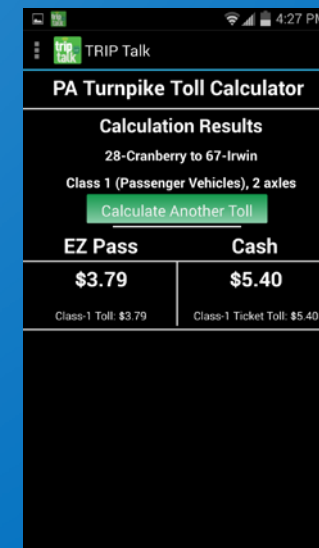 4:27 PM
trip talk TRIP Talk
PA Turnpike Toll Calculator
Calculation Results
28-Cranberry to 67-Irwin
Class 1 (Passenger Vehicles), 2 axles
Calculate Another Toll
EZ Pass Cash
$3.79 $5.40
Class-1 Toll: $3.79 Class-1 Ticket Toll: $5.40